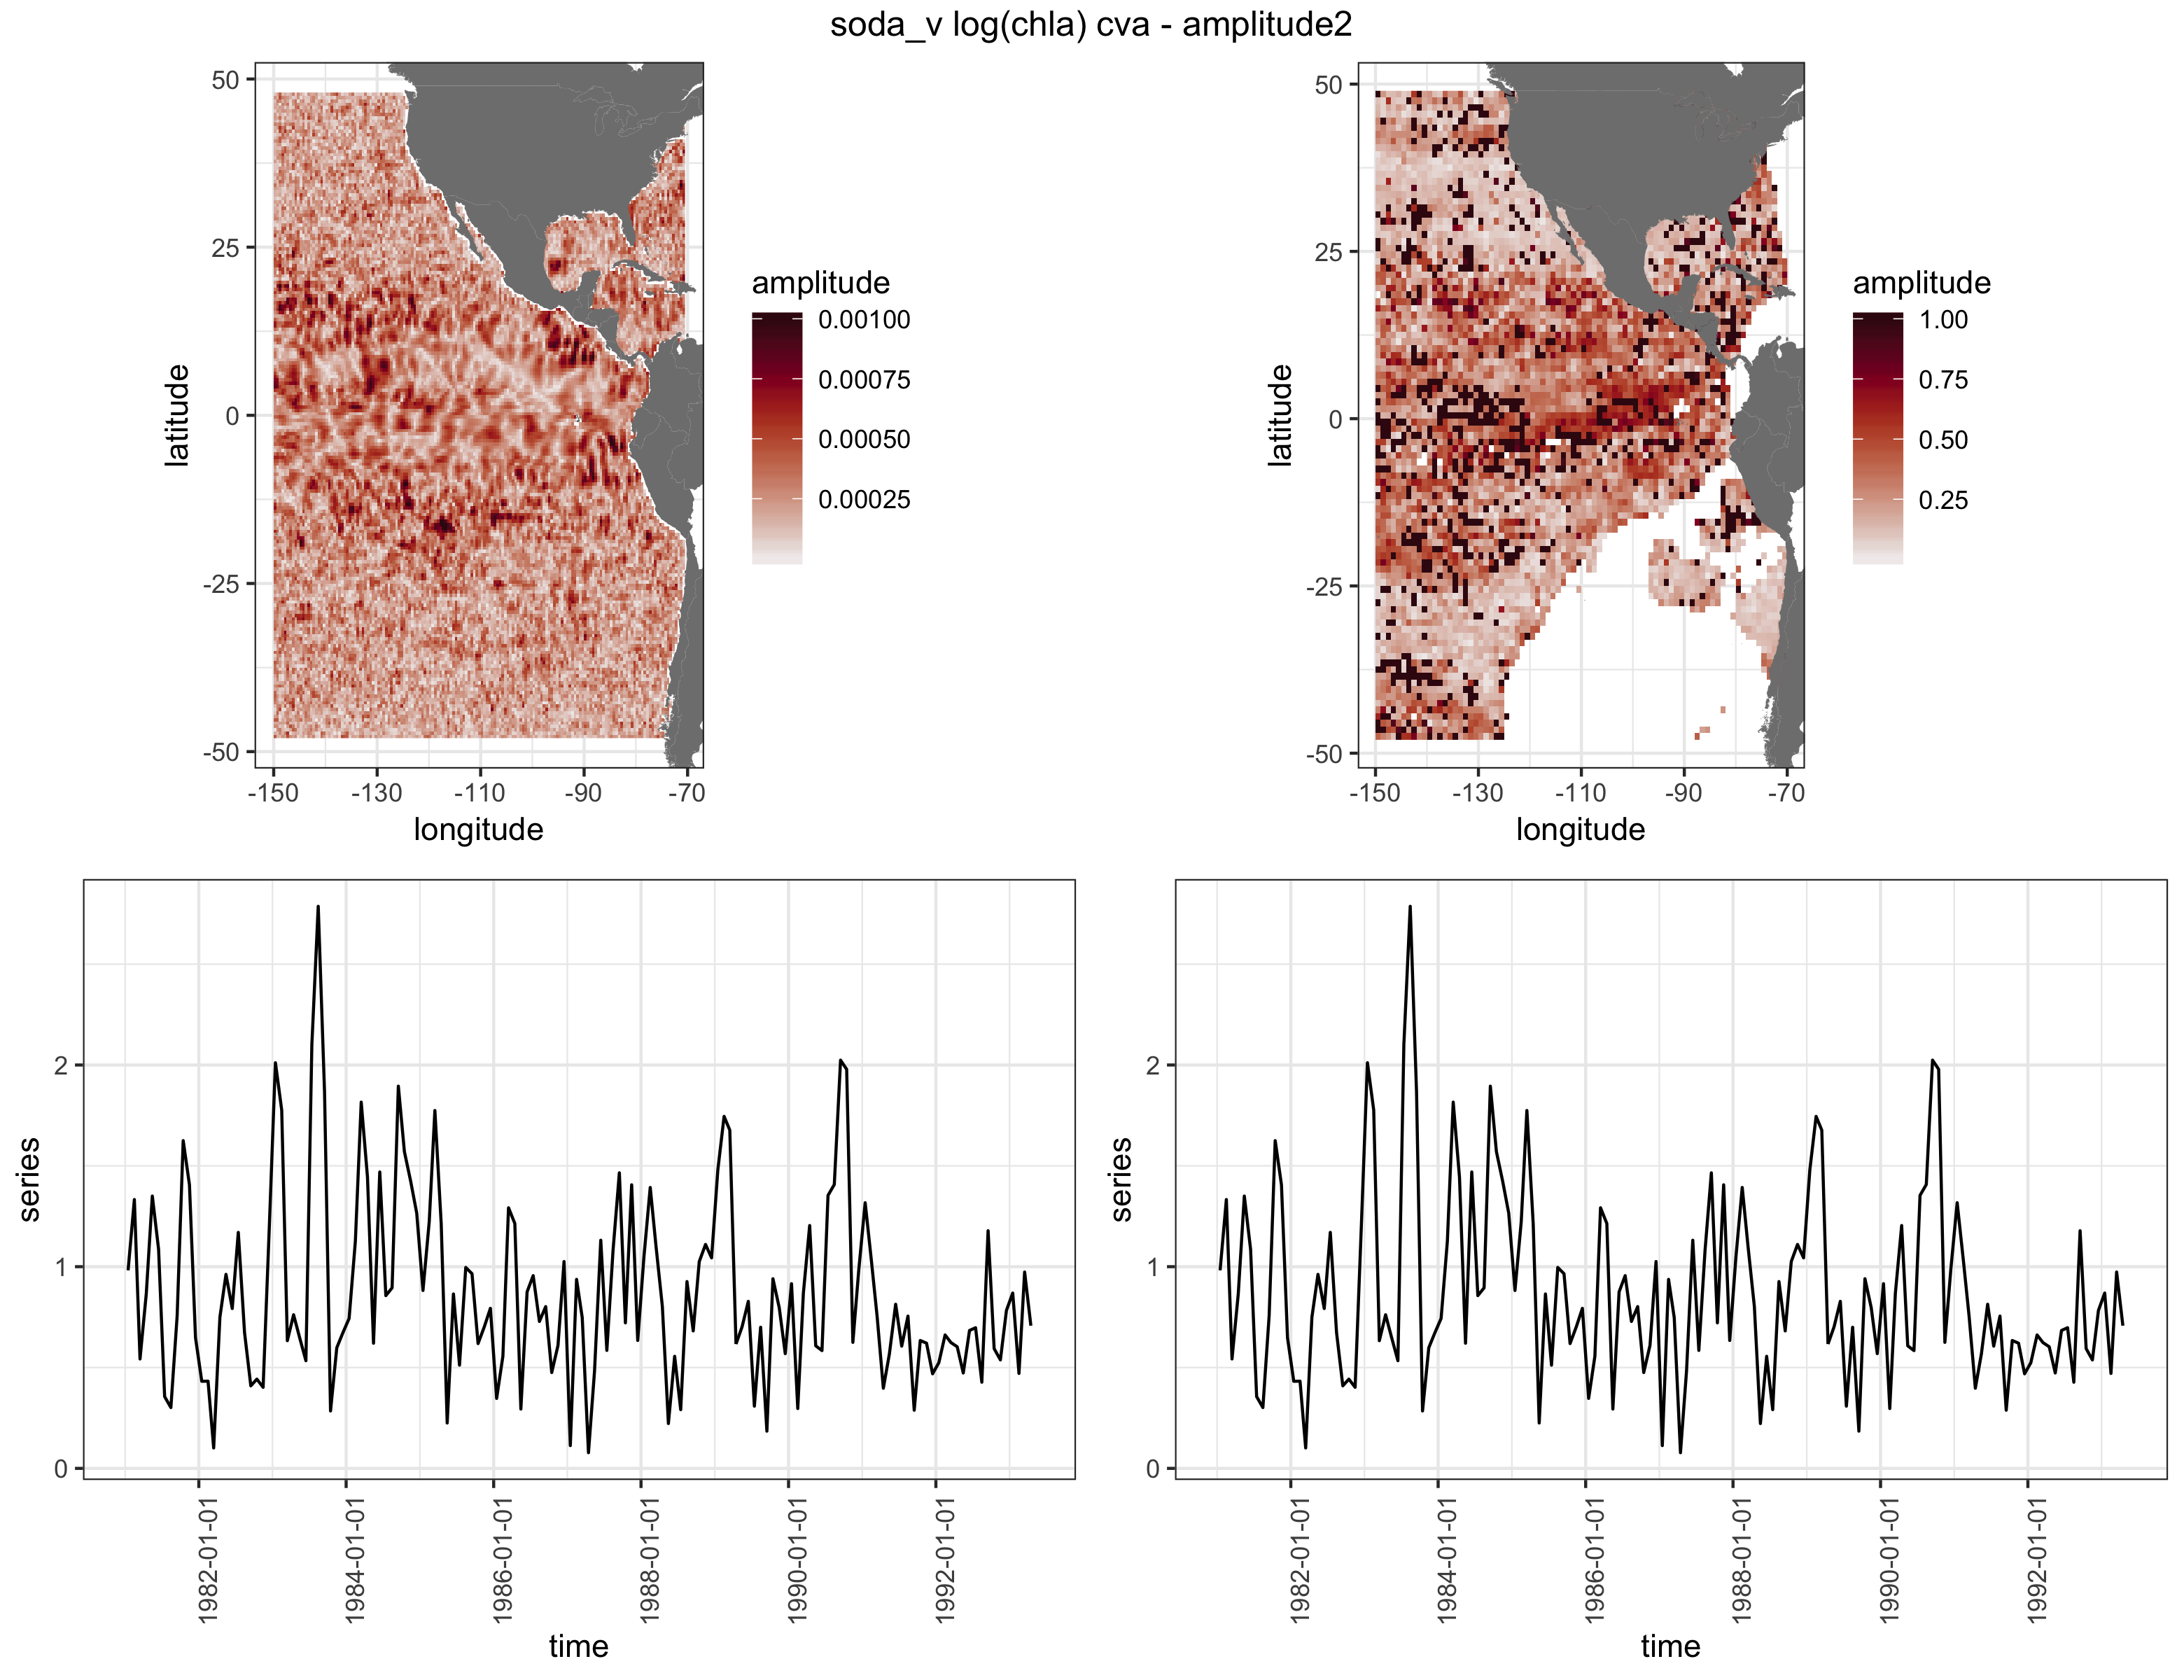 soda_v log(chla) cva - amplitude2
50
25
0
-25
-50
latitude
-150 -130 -110 -90 -70
longitude
amplitude
0.00100
0.00075
0.00050
0.00025
50
25
0
-25
-50
latitude
-150 -130 -110 -90 -70
longitude
amplitude
1.00
0.75
0.50
0.25
2
1
0
series
1982-01-01
1984-01-01
1986-01-01
1988-01-01
1990-01-01
1992-01-01
time
2
1
0
series
1982-01-01
1984-01-01
1986-01-01
1988-01-01
1990-01-01
1992-01-01
time